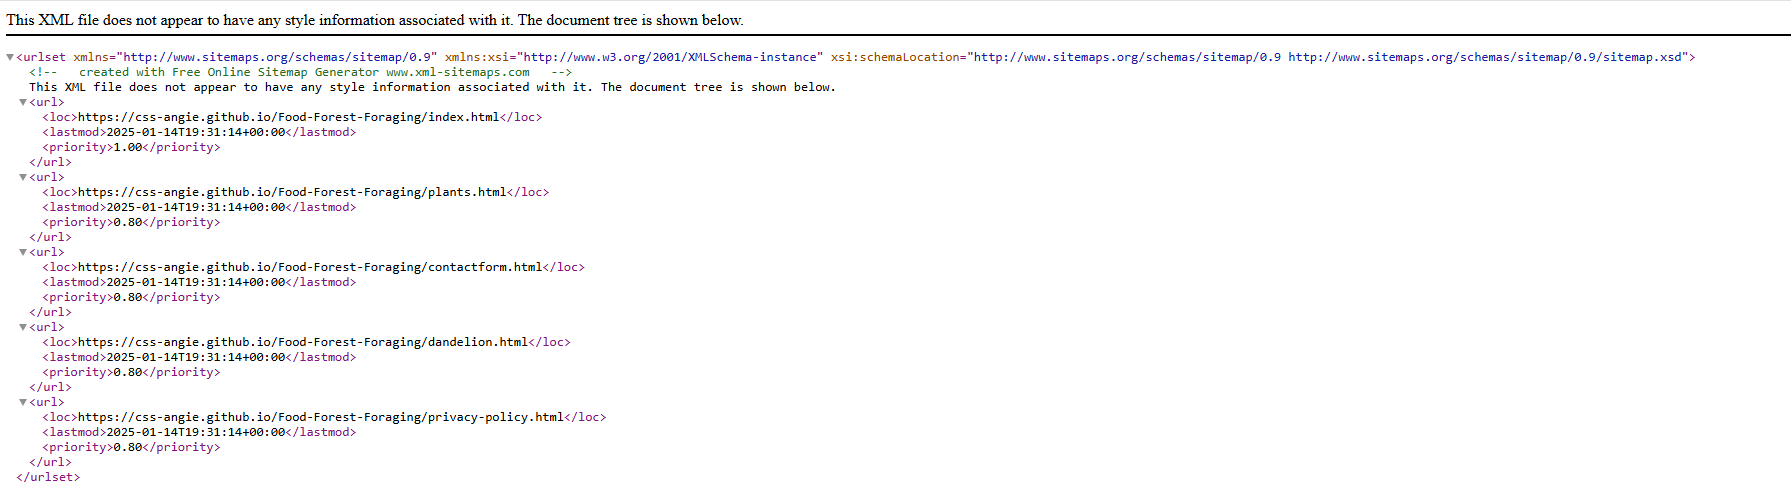 This XML file does not appear to have any style information associated with it. The document tree is shown below.
▼<urlset xmlns="http://www.sitemaps.org/schemas/sitemap/0.9" xmlns:xsi="http://www.w3.org/2001/XMLSchema-instance" xsi:schemaLocation="http://www.sitemaps.org/schemas/sitemap/0.9 http://www.sitemaps.org/schemas/sitemap/0.9/sitemap.xsd">
<!-- created with Free Online Sitemap Generator www.xml-sitemaps.com -->
This XML file does not appear to have any style information associated with it. The document tree is shown below.
▼<url>
<loc>https://css-angie.github.io/Food-Forest-Foraging/index.html</loc>
<lastmod>2025-01-14T19:31:14+00:00</lastmod>
<priority>1.00</priority>
</url>
▼<url>
<loc>https://css-angie.github.io/Food-Forest-Foraging/plants.html</loc>
<lastmod>2025-01-14T19:31:14+00:00</lastmod>
<priority>0.80</priority>
</url>
▼<url>
<loc>https://css-angie.github.io/Food-Forest-Foraging/contactform.html</loc>
<lastmod>2025-01-14T19:31:14+00:00</lastmod>
<priority>0.80</priority>
</url>
▼<url>
<loc>https://css-angie.github.io/Food-Forest-Foraging/dandelion.html</loc>
<lastmod>2025-01-14T19:31:14+00:00</lastmod>
<priority>0.80</priority>
</url>
▼<url>
<loc>https://css-angie.github.io/Food-Forest-Foraging/privacy-policy.html</loc>
<lastmod>2025-01-14T19:31:14+00:00</lastmod>
<priority>0.80</priority>
</url>
</urlset>